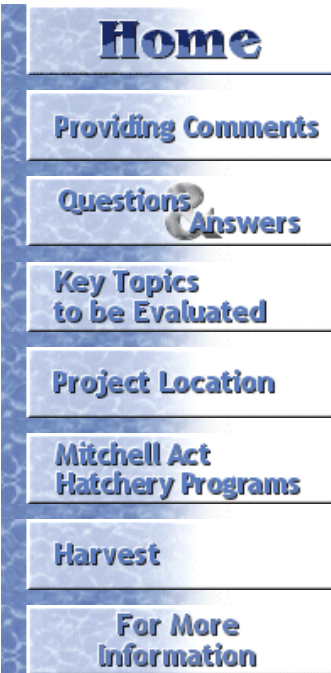 Home
Providing Comments
Questions
& Answers
Key Topics
to be Evaluated
Project Location
Mitchell Act
Hatchery Programs
Harvest
For More
Information